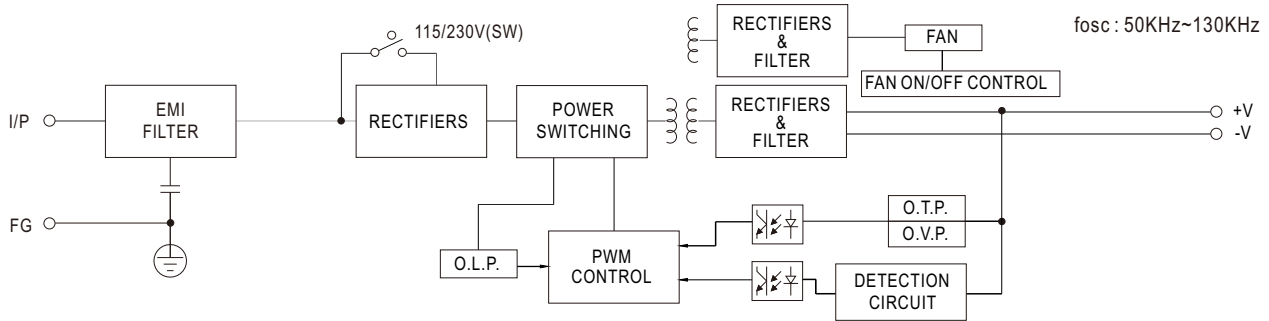 115/230V(SW)
RECTIFIERS
&
FILTER
FAN
fosc : 50KHz~130KHz
FAN ON/OFF CONTROL
I/P
EMI
FILTER
RECTIFIERS
POWER
SWITCHING
RECTIFIERS
&
FILTER
+V
-V
FG
O.L.P.
PWM
CONTROL
O.T.P.
O.V.P.
DETECTION
CIRCUIT